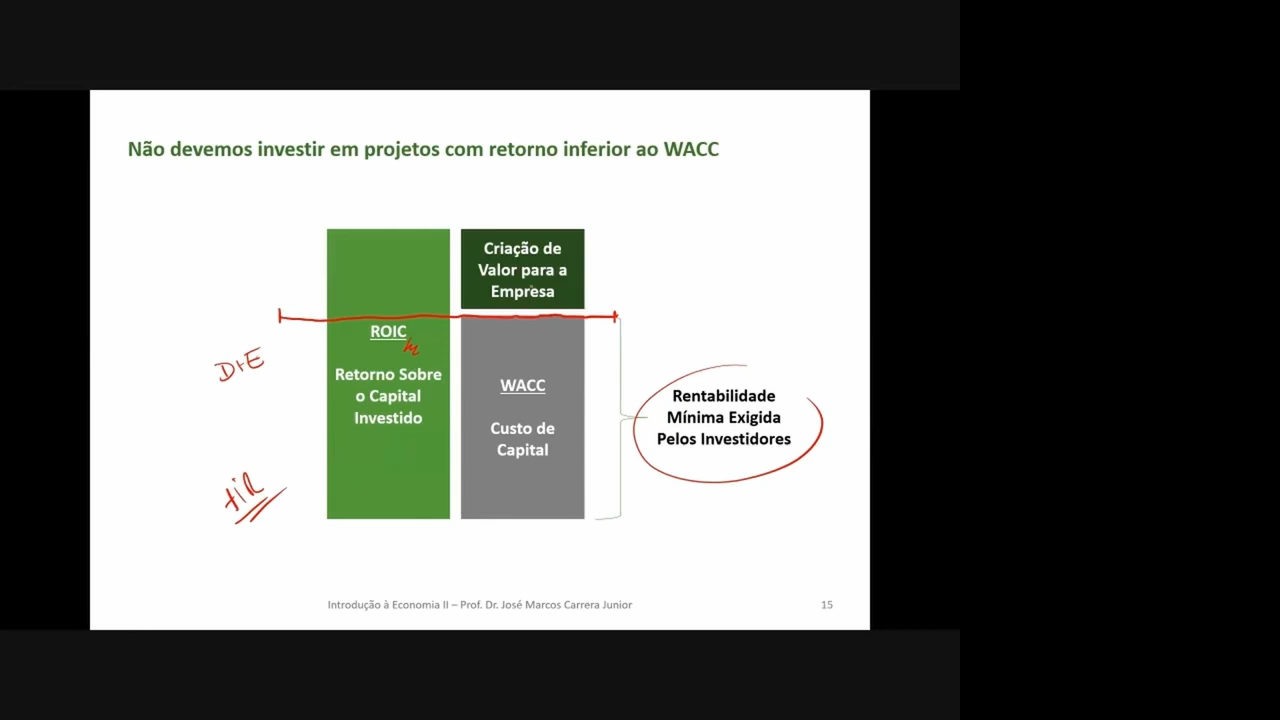 Não devemos investir em projetos com retorno inferior ao WACC
Criação de
Valor para a
Empresa
ROIC
Retorno Sobre
o Capital
Investido
WACC
Custo de
Capital
Rentabilidade
Mínima Exigida
Pelos Investidores
D+E
TIR
Introdução à Economia II – Prof. Dr. José Marcos Carrera Junior
15